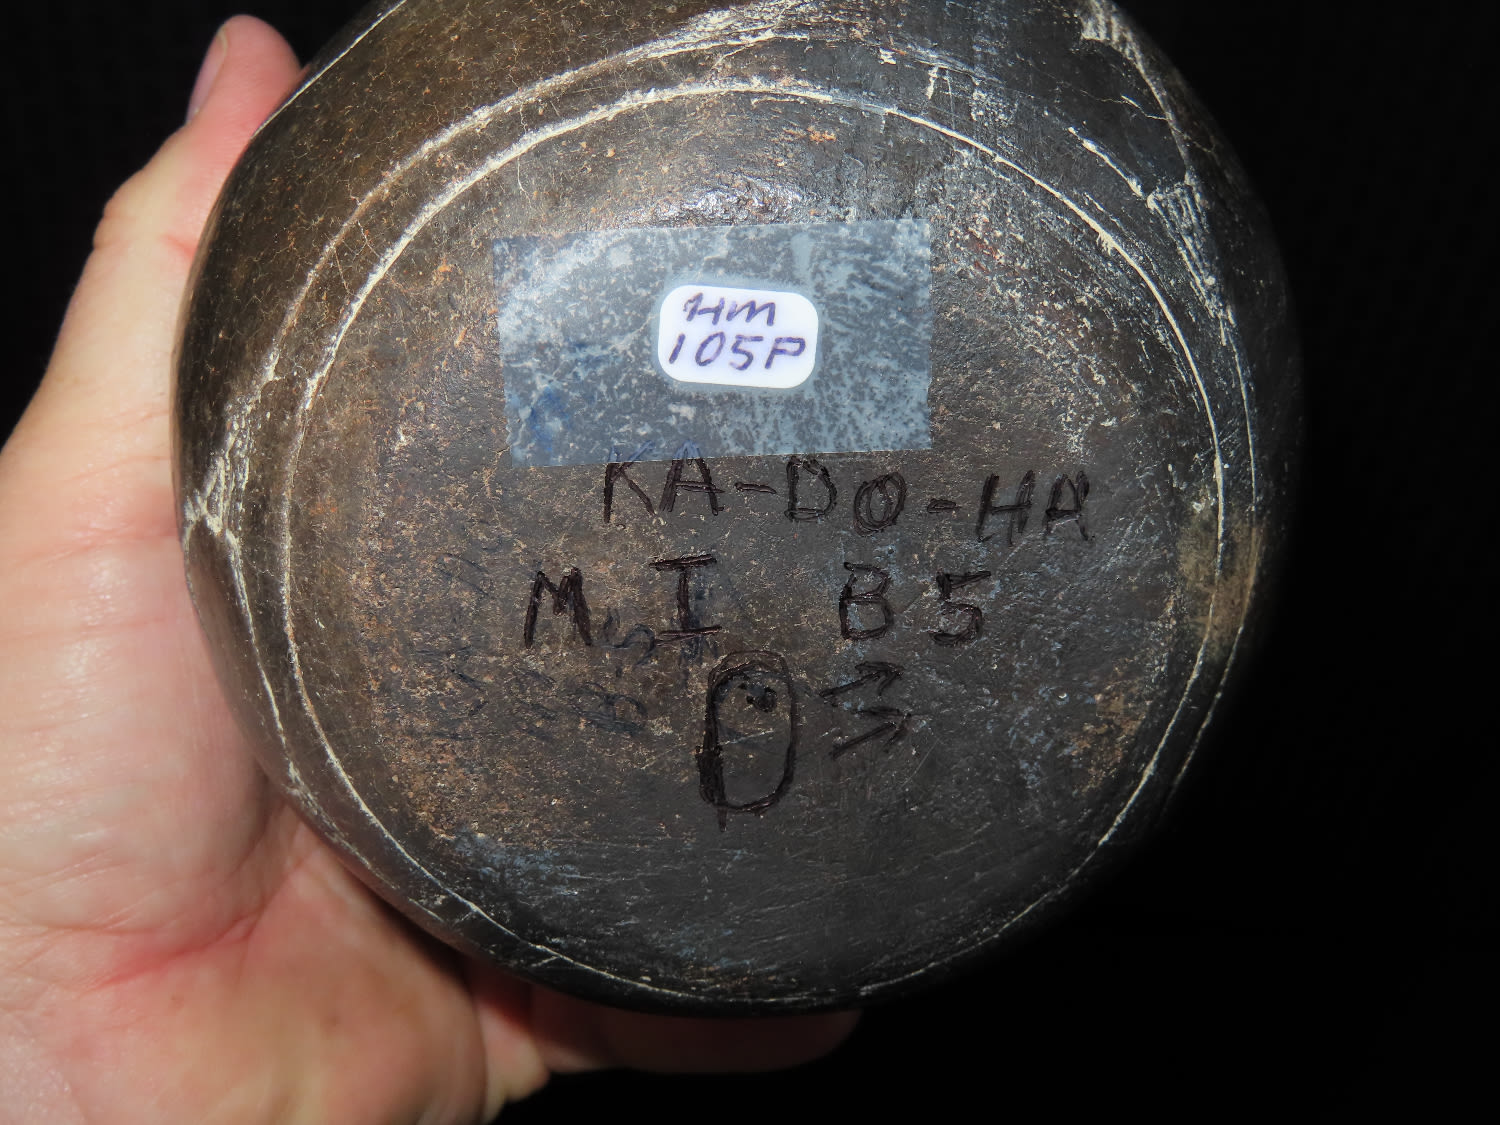 HM
105P
KA-DO-HA
M I B5